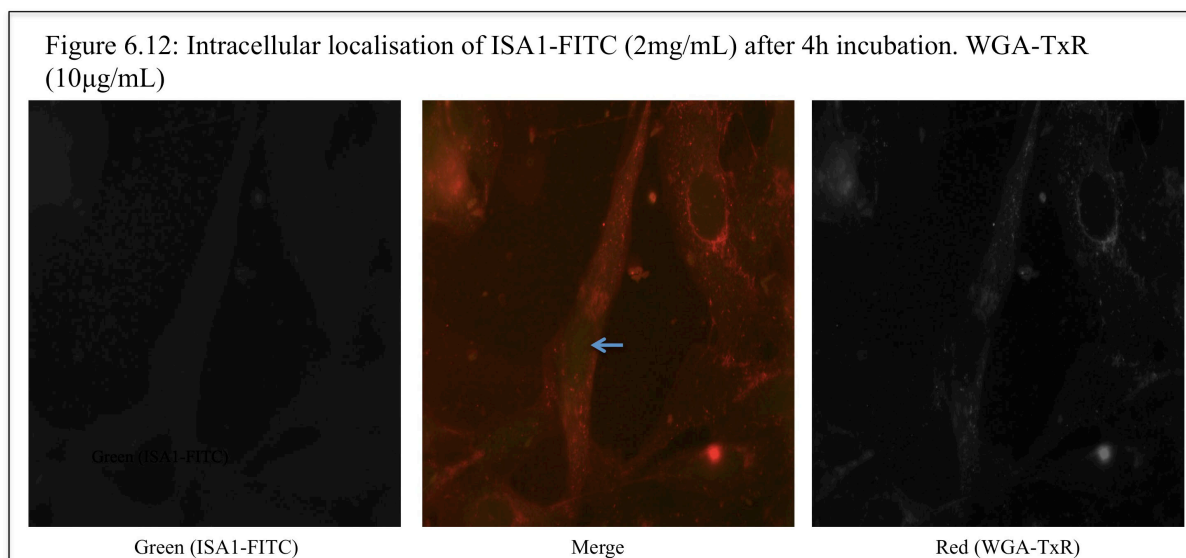 Figure 6.12: Intracellular localisation of ISA1-FITC (2mg/mL) after 4h incubation. WGA-TxR
(10µg/mL)
Green (ISA1-FITC)
Green (ISA1-FITC)
Merge
Red (WGA-TxR)